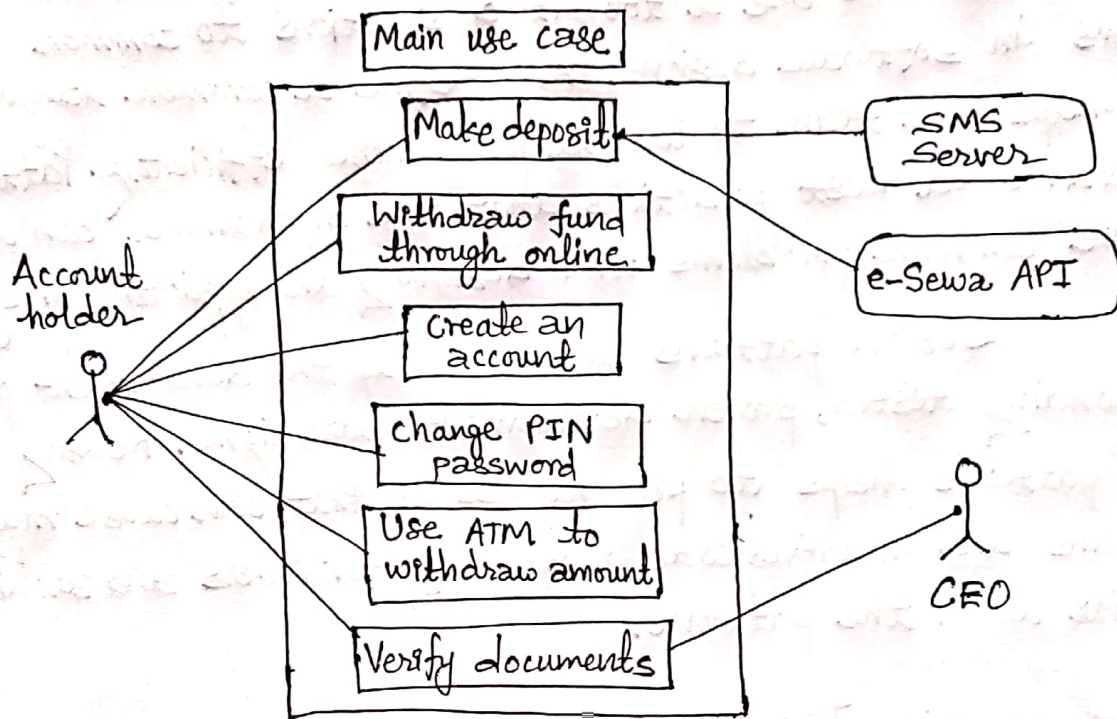 Main use case
Make deposit
SMS
Server
Withdraw fund
through online
e-Sewa API
Account
holder
Create an
account
Change PIN
password
Use ATM to
withdraw amount
CEO
Verify documents